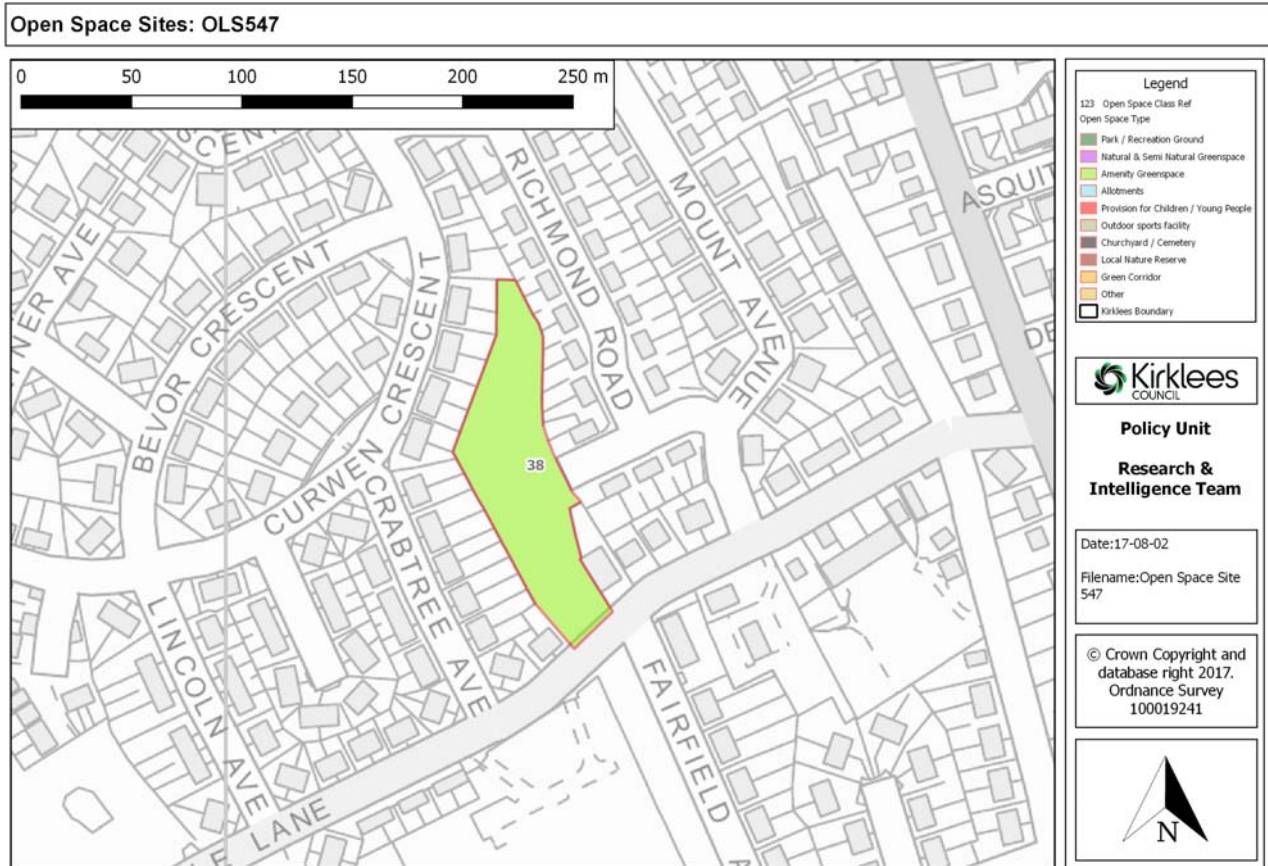 Open Space Sites: OLS547
0 50 100 150 200 250 m
CRESCENT
RICHMOND ROAD
MOUNT AVENUE
ASQUIT
DE
NER AVE
BEVOR CRESCENT
CURWEN CRESCENT
38
CRABTREE AVE
LINCOLN AVE
E LANE
FAIRFIELD A
Legend
123 Open Space Class Ref
Open Space Type
Park / Recreation Ground
Natural & Semi Natural Greenspace
Amenity Greenspace
Allotments
Provision for Children / Young People
Outdoor sports facility
Churchyard / Cemetery
Local Nature Reserve
Green Corridor
Other
Kirklees Boundary
Kirklees
COUNCIL
Policy Unit
Research &
Intelligence Team
Date:17-08-02
Filename:Open Space Site
547
© Crown Copyright and
database right 2017.
Ordnance Survey
100019241
N